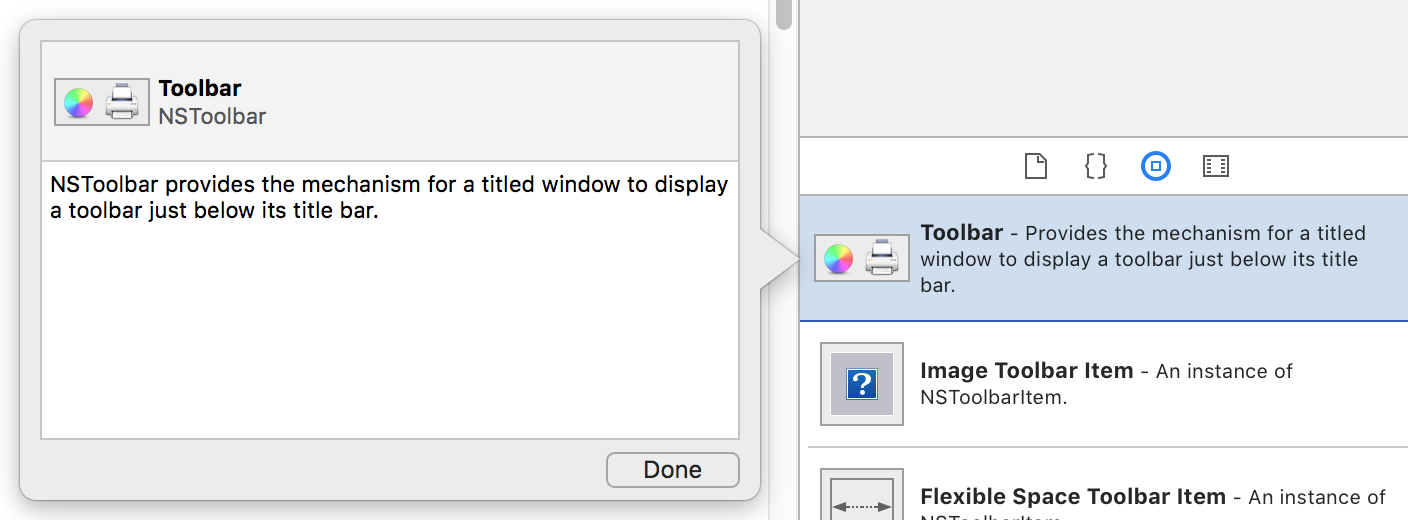 Toolbar
NSToolbar
NSToolbar provides the mechanism for a titled window to display
a toolbar just below its title bar.
Done
Toolbar - Provides the mechanism for a titled
window to display a toolbar just below its title
bar.
Image Toolbar Item - An instance of
NSToolbarItem.
Flexible Space Toolbar Item - An instance of
NSToolbarItem